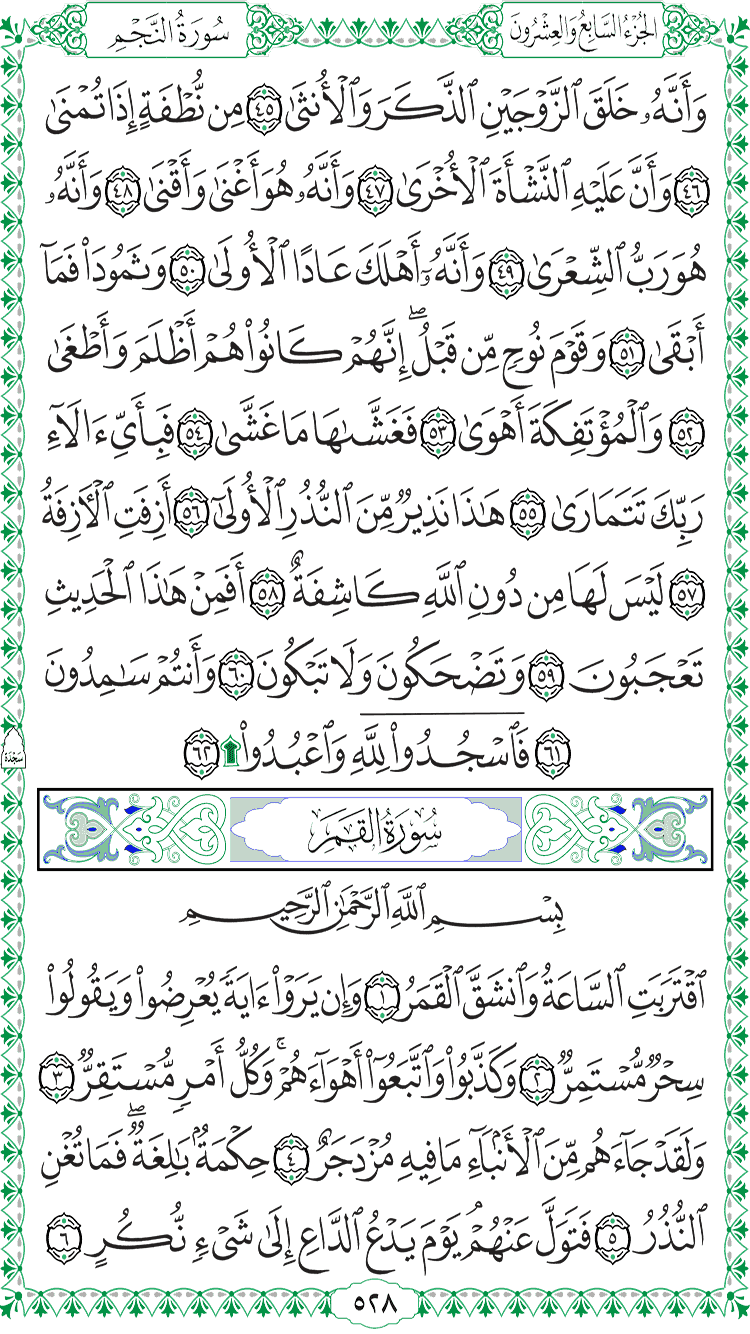 الجُزْءُ السَّابِعُ وَالعِشْرُونَ
سُورَةُ النَّجْمِ
وَأَنَّهُۥ خَلَقَ ٱلزَّوۡجَيۡنِ ٱلذَّكَرَ وَٱلۡأُنثَىٰ ٤٥ مِن نُّطۡفَةٍ إِذَا تُمۡنَىٰ
٤٦ وَأَنَّ عَلَيۡهِ ٱلنَّشۡأَةَ ٱلۡأُخۡرَىٰ ٤٧ وَأَنَّهُۥ هُوَ أَغۡنَىٰ وَأَقۡنَىٰ ٤٨ وَأَنَّهُۥ
هُوَ رَبُّ ٱلشِّعۡرَىٰ ٤٩ وَأَنَّهُۥٓ أَهۡلَكَ عَادًا ٱلۡأُولَىٰ ٥٠ وَثَمُودَاْ فَمَآ
أَبۡقَىٰ ٥١ وَقَوۡمَ نُوحٖ مِّن قَبۡلُۖ إِنَّهُمۡ كَانُواْ هُمۡ أَظۡلَمَ وَأَطۡغَىٰ
٥٢ وَٱلۡمُؤۡتَفِكَةَ أَهۡوَىٰ ٥٣ فَغَشَّىٰهَا مَا غَشَّىٰ ٥٤ فَبِأَيِّ ءَالَآءِ
رَبِّكَ تَتَمَارَىٰ ٥٥ هَٰذَا نَذِيرٞ مِّنَ ٱلنُّذُرِ ٱلۡأُولَىٰٓ ٥٦ أَزِفَتِ ٱلۡأٓزِفَةُ
٥٧ لَيۡسَ لَهَا مِن دُونِ ٱللَّهِ كَاشِفَةٌ ٥٨ أَفَمِنۡ هَٰذَا ٱلۡحَدِيثِ
تَعۡجَبُونَ ٥٩ وَتَضۡحَكُونَ وَلَا تَبۡكُونَ ٦٠ وَأَنتُمۡ سَٰمِدُونَ
٦١ فَٱسۡجُدُواْۤ لِلَّهِۤ وَٱعۡبُدُواْ۩ ٦٢
سَجْدَة
سُورَةُ القَمَرِ
بِسۡمِ ٱللَّهِ ٱلرَّحۡمَٰنِ ٱلرَّحِيمِ
ٱقۡتَرَبَتِ ٱلسَّاعَةُ وَٱنشَقَّ ٱلۡقَمَرُ ١ وَإِن يَرَوۡاْ ءَايَةٗ يُعۡرِضُواْ وَيَقُولُواْ
سِحۡرٞ مُّسۡتَمِرّٞ ٢ وَكَذَّبُواْ وَٱتَّبَعُوٓاْ أَهۡوَآءَهُمۡۚ وَكُلُّ أَمۡرٖ مُّسۡتَقِرّٞ ٣
وَلَقَدۡ جَآءَهُم مِّنَ ٱلۡأَنۢبَآءِ مَا فِيهِ مُزۡدَجَرٌ ٤ حِكۡمَةُۢ بَٰلِغَةٞۖ فَمَا تُغۡنِ
ٱلنُّذُرُ ٥ فَتَوَلَّ عَنۡهُمۡۘ يَوۡمَ يَدۡعُ ٱلدَّاعِ إِلَىٰ شَيۡءٖ نُّكُرٍ ٦
٥٢٨